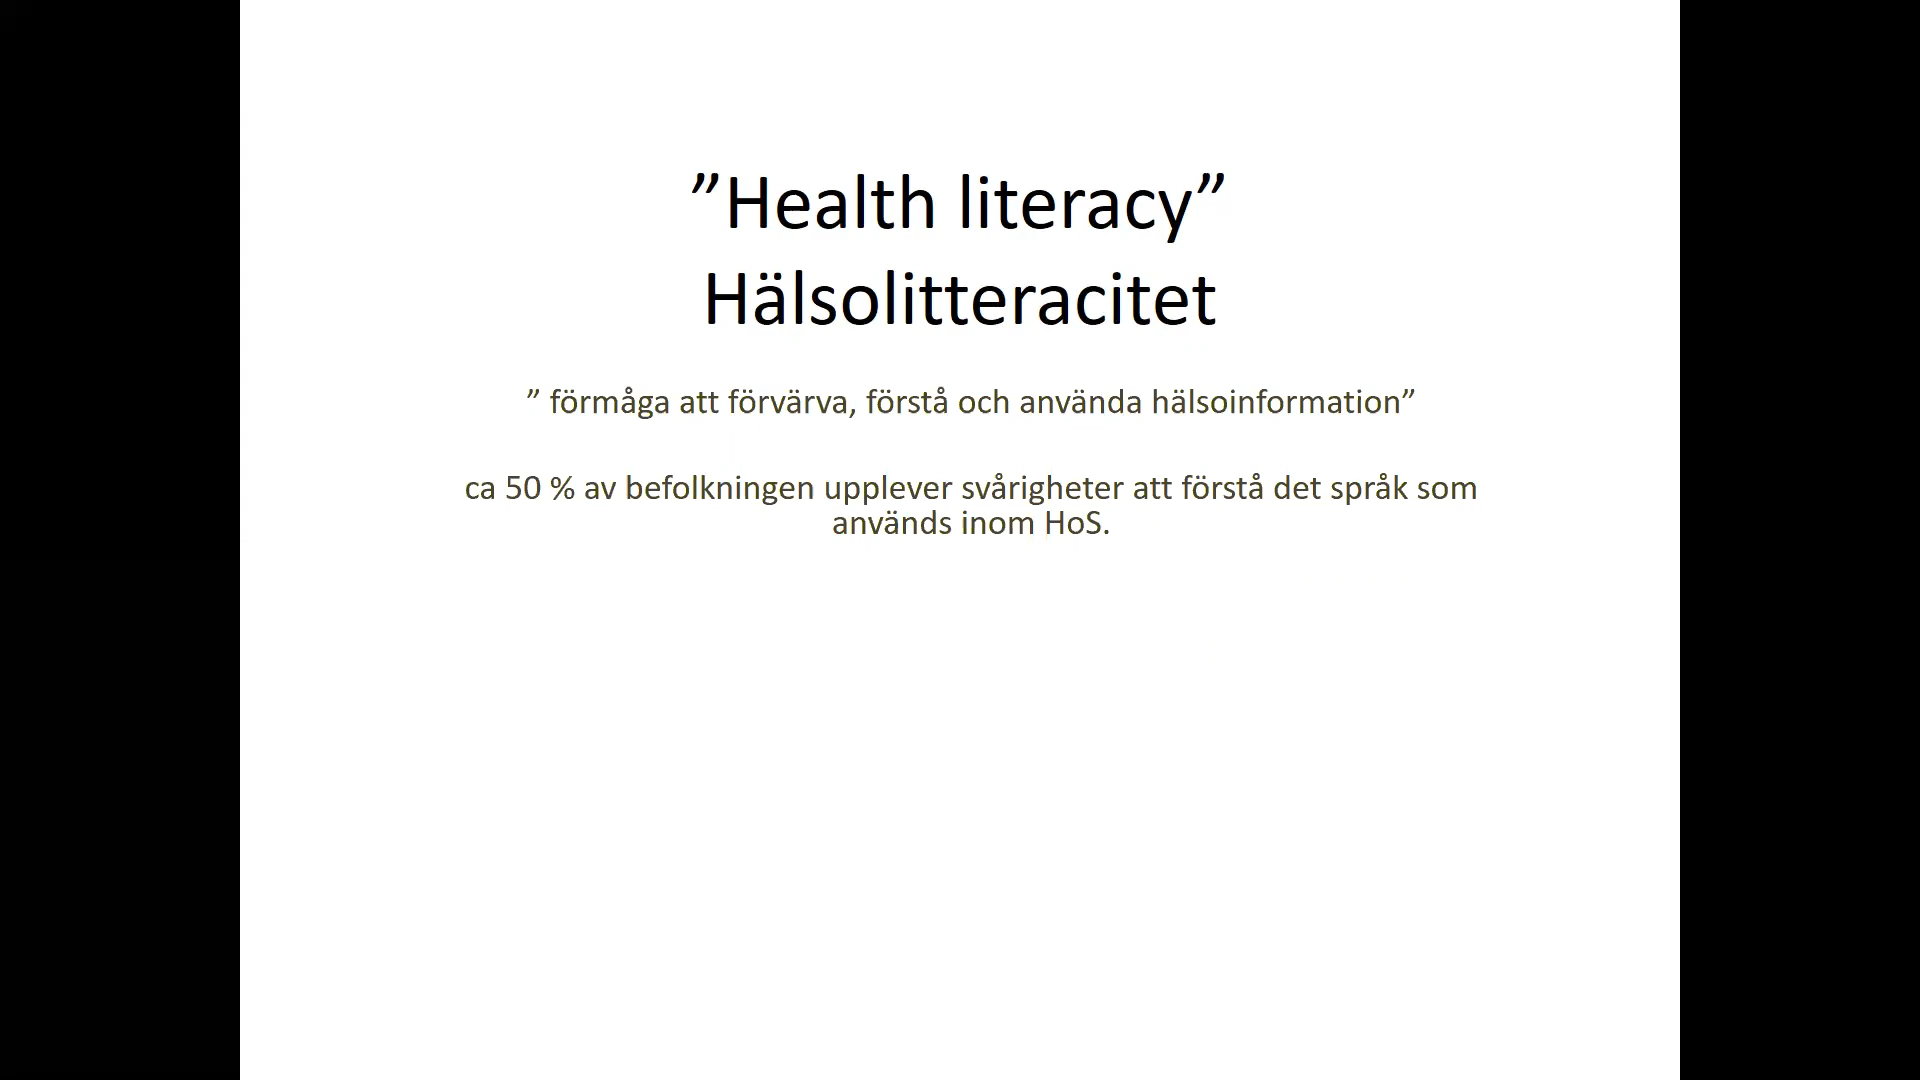 ”Health literacy”
Hälsolitteracitet
” förmåga att förvärva, förstå och använda hälsoinformation”
ca 50 % av befolkningen upplever svårigheter att förstå det språk som
används inom HoS.